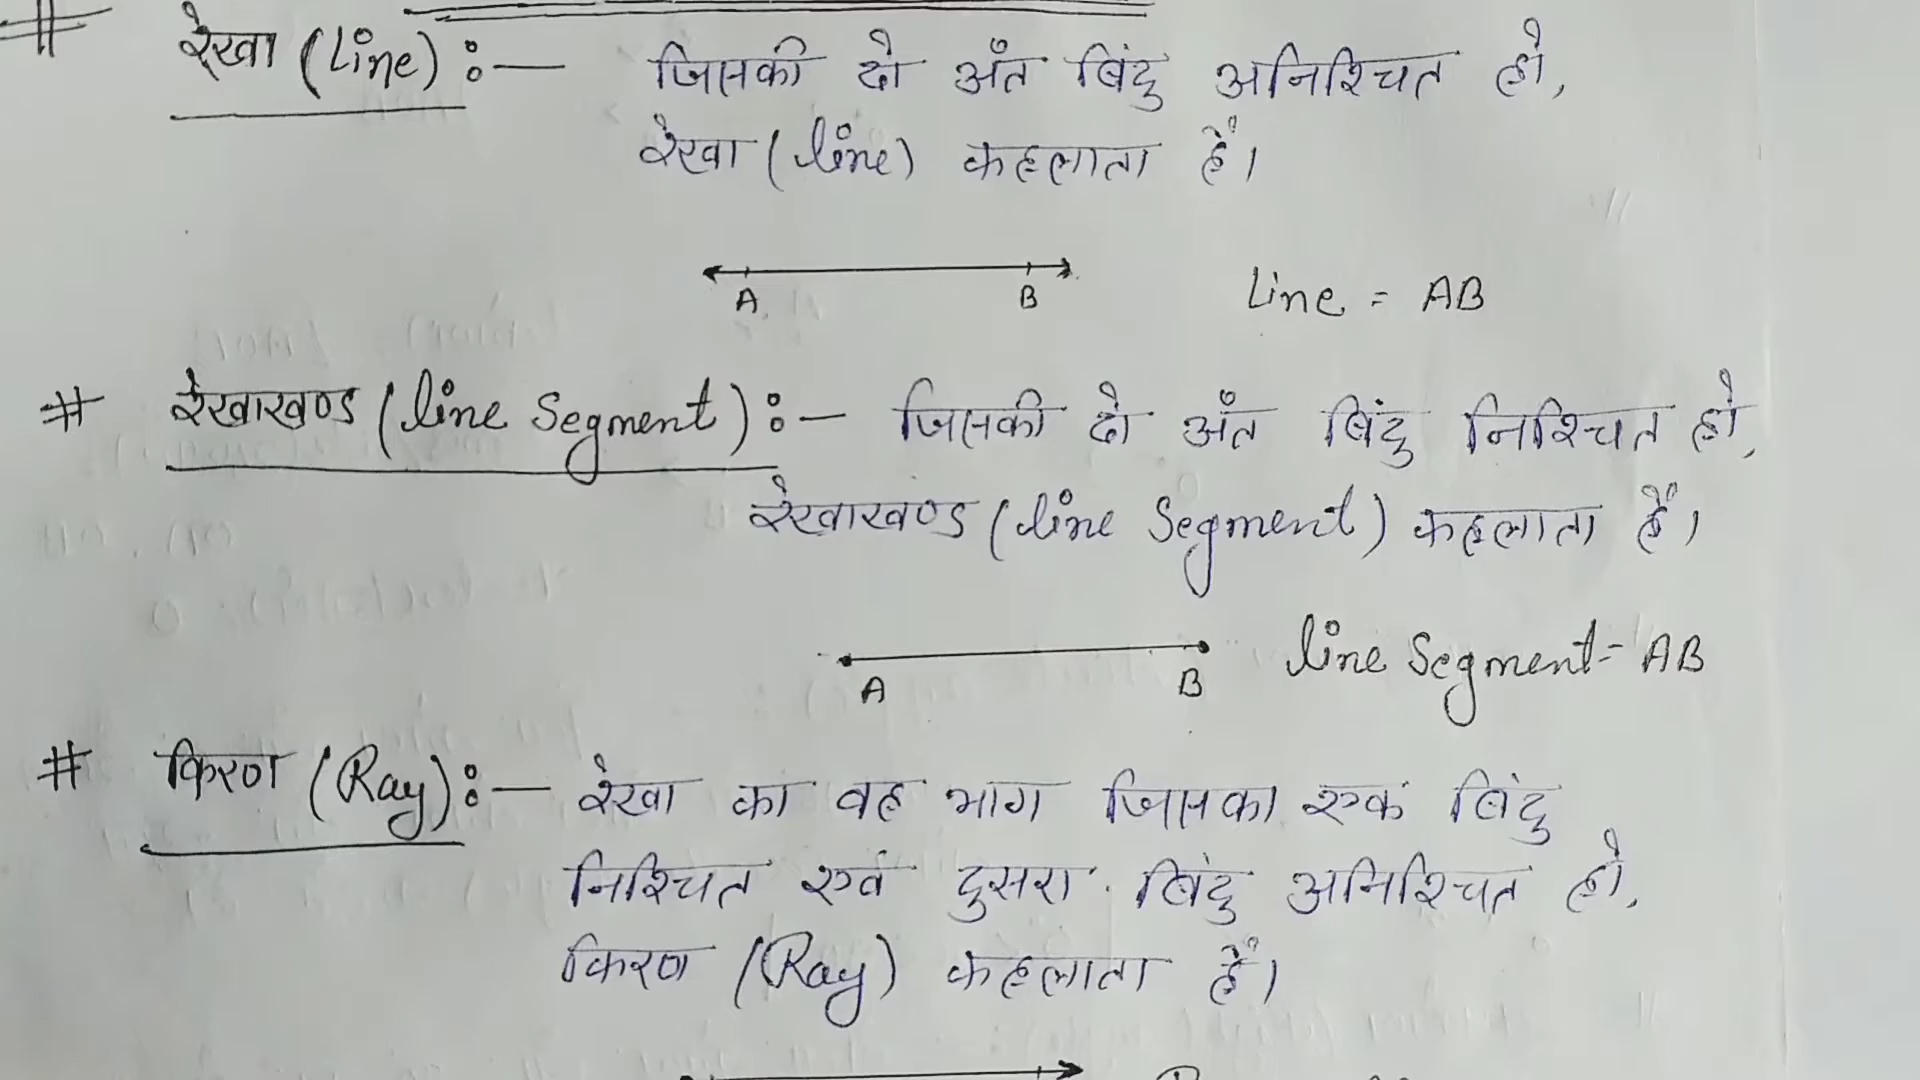 # रेखा (Line) :— जिसकी दो अंत बिंदु अनिश्चित हो,
रेखा (line) कहलाता है।
A B Line = AB
# रेखाखण्ड (line Segment) :— जिसकी दो अंत बिंदु निश्चित हो,
रेखाखण्ड (line Segment) कहलाता हैं।
A B line Segment = AB
# किरण (Ray) :— रेखा का वह भाग जिसका एक बिंदु
निश्चित एवं दुसरा बिंदु अनिश्चित हो,
किरण (Ray) कहलाता हैं।